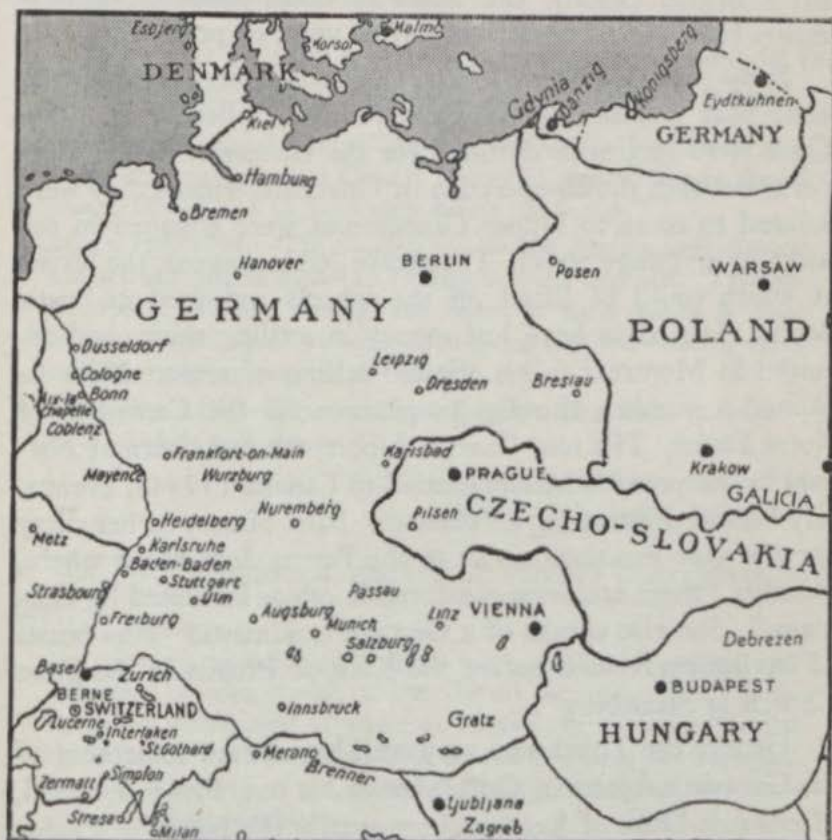 Esbjerg
Korsor
Malmo
DENMARK
Kiel
Gdynia
Danzig
Königsberg
Eydtkuhnen
GERMANY
Hamburg
Bremen
Hanover
BERLIN
Posen
WARSAW
GERMANY
POLAND
Dusseldorf
Cologne
Bonn
Aix-la
Chapelle
Coblenz
Leipzig
Dresden
Breslau
Frankfort-on-Main
Mayence
Wurzburg
Karlsbad
PRAGUE
Krakow
GALICIA
CZECHO-SLOVAKIA
Metz
Heidelberg
Nuremberg
Pilsen
Karlsruhe
Baden-Baden
Strasbourg
Stuttgart
Ulm
Freiburg
Augsburg
Munich
Passau
Salzburg
Linz
VIENNA
Debrezen
Basel
Zurich
BERNE
SWITZERLAND
Lucerne
Interlaken
St Gothard
Innsbruck
Gratz
BUDAPEST
HUNGARY
Zermatt
Simplon
Merano
Brenner
Stresa
Milan
Ljubljana
Zagreb